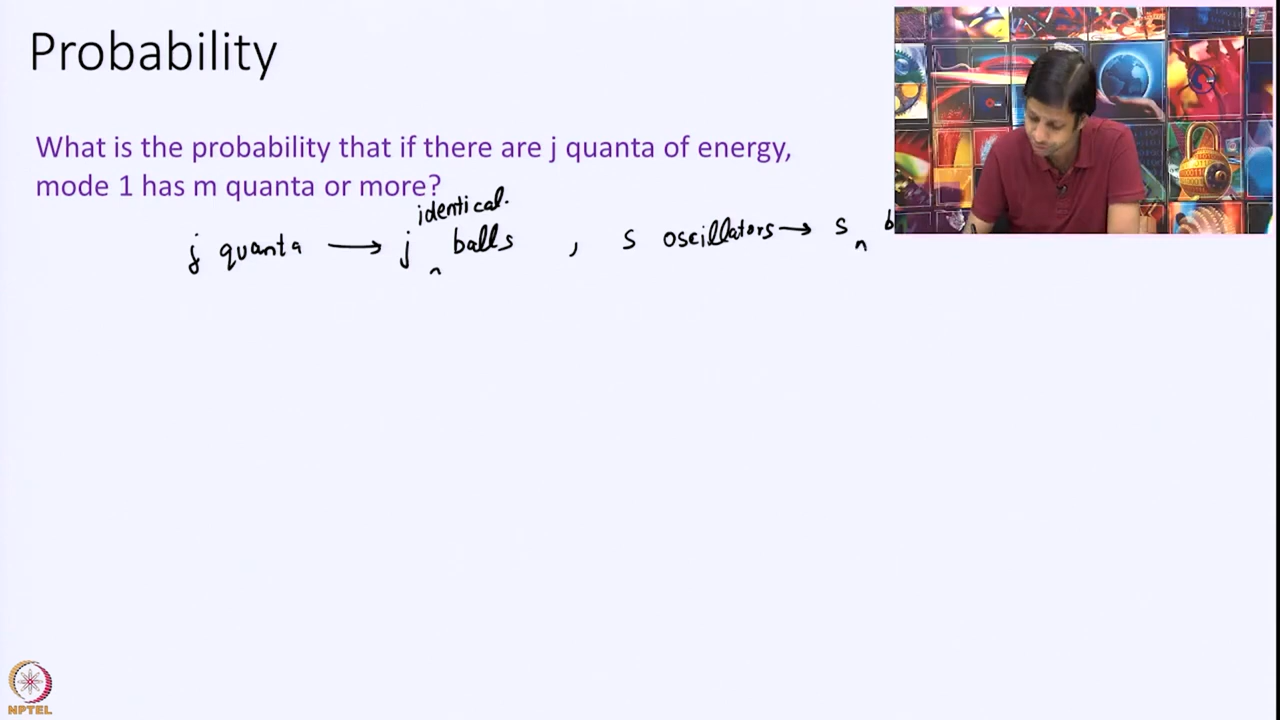 Probability
What is the probability that if there are j quanta of energy,
mode 1 has m quanta or more?
identical.
j quanta → j ‸ balls , s oscillators → s ‸ b
NPTEL